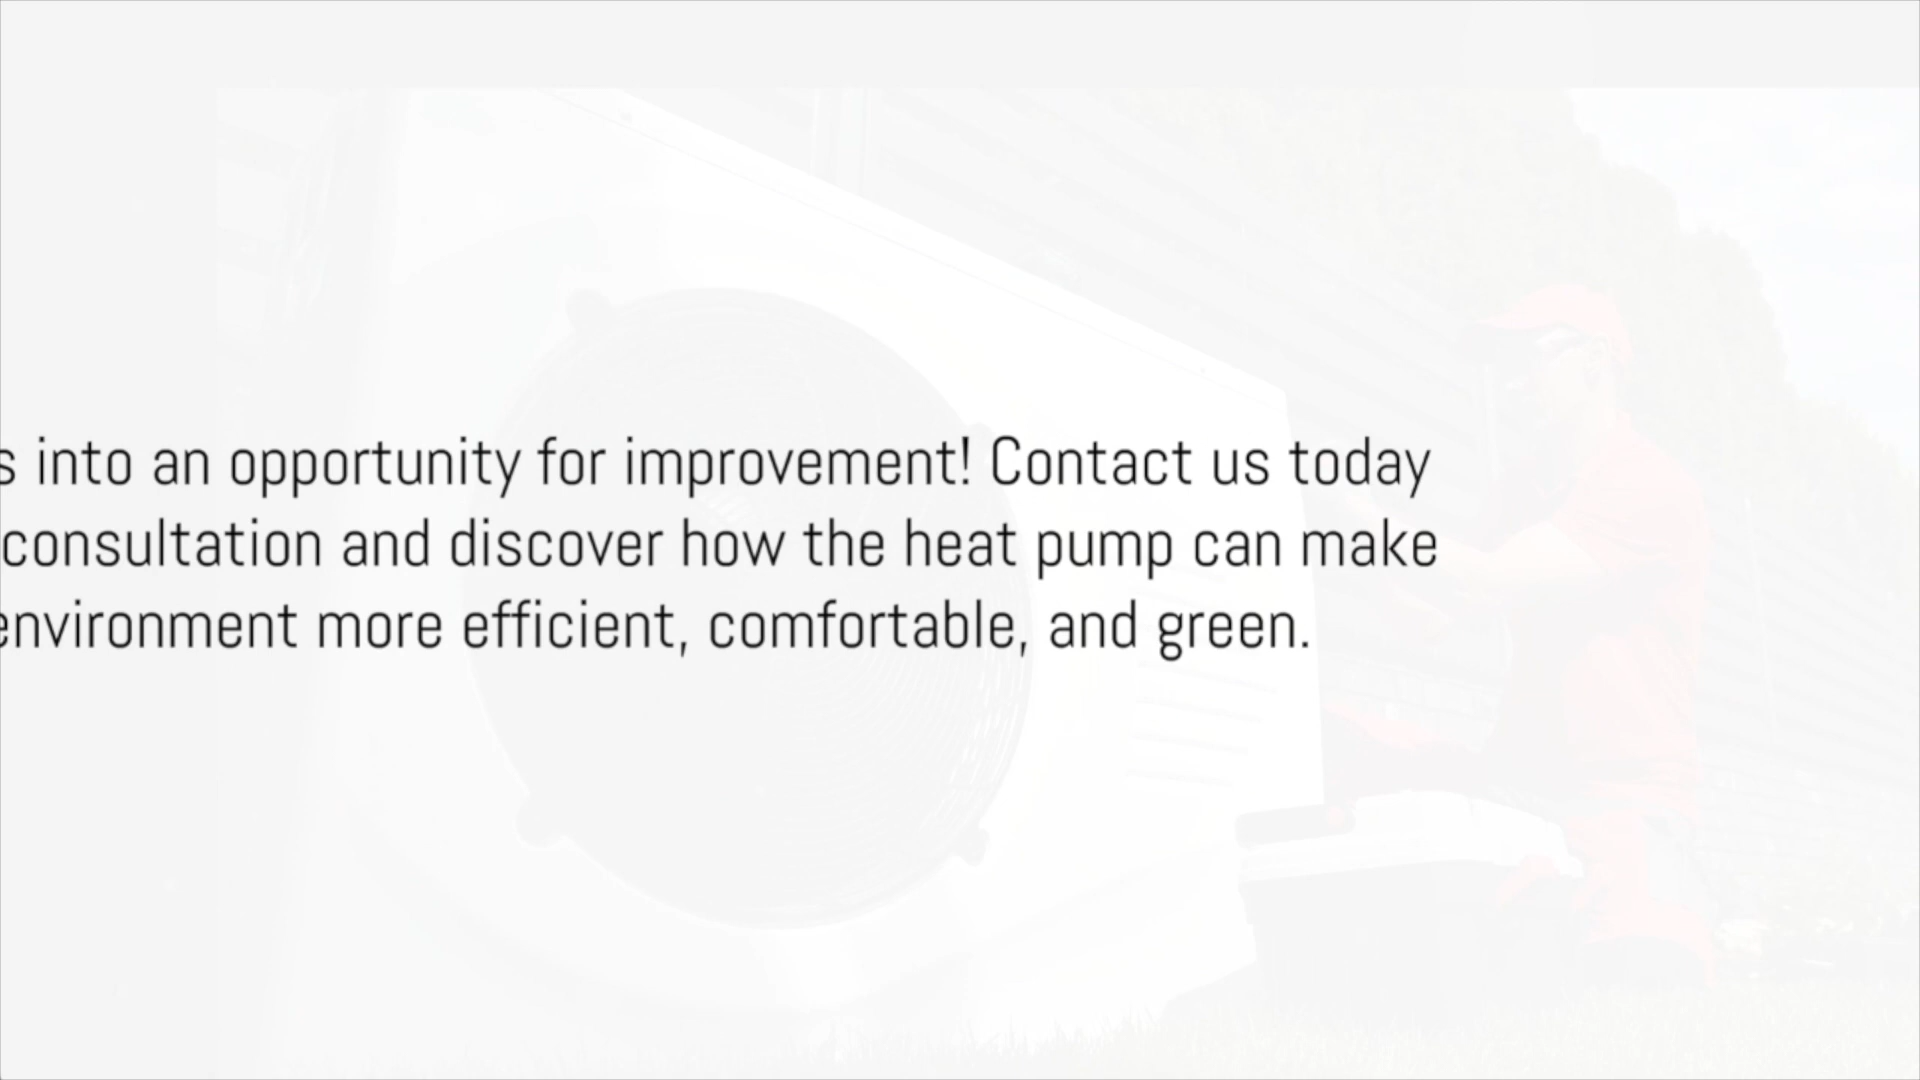 s into an opportunity for improvement! Contact us today
consultation and discover how the heat pump can make
environment more efficient, comfortable, and green.